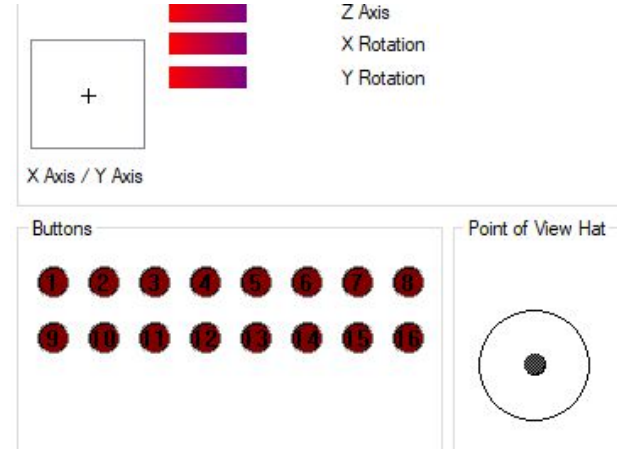 Z Axis
X Rotation
Y Rotation
X Axis / Y Axis
Buttons
Point of View Hat
1 2 3 4 5 6 7 8
9 10 11 12 13 14 15 16